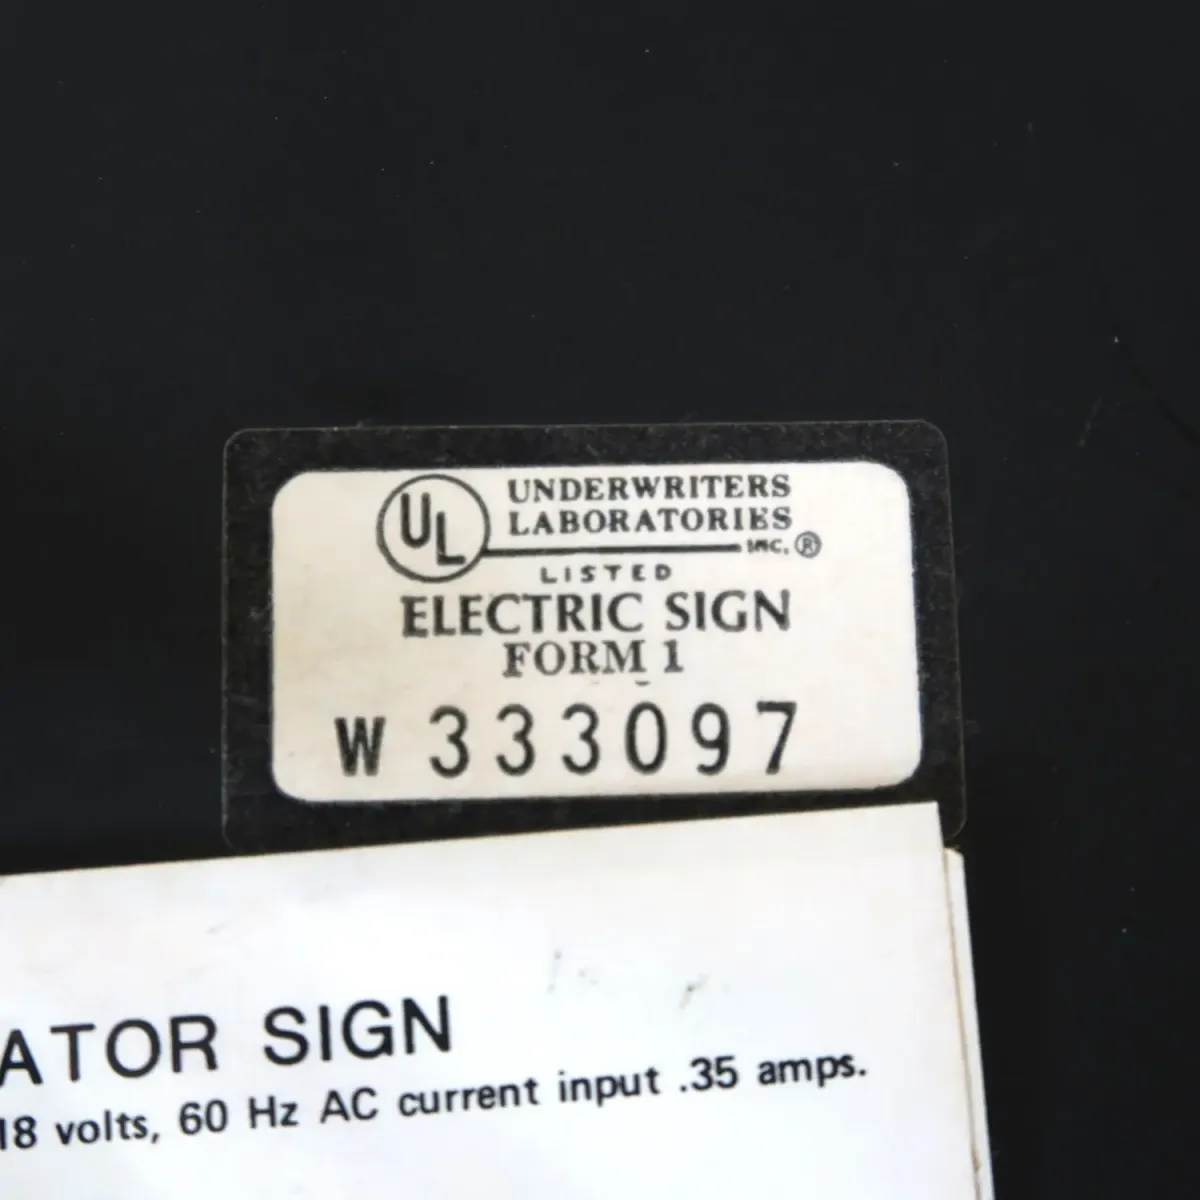 UL
UNDERWRITERS
LABORATORIES
INC. ®
LISTED
ELECTRIC SIGN
FORM 1
W 333097
ATOR SIGN
18 volts, 60 Hz AC current input .35 amps.